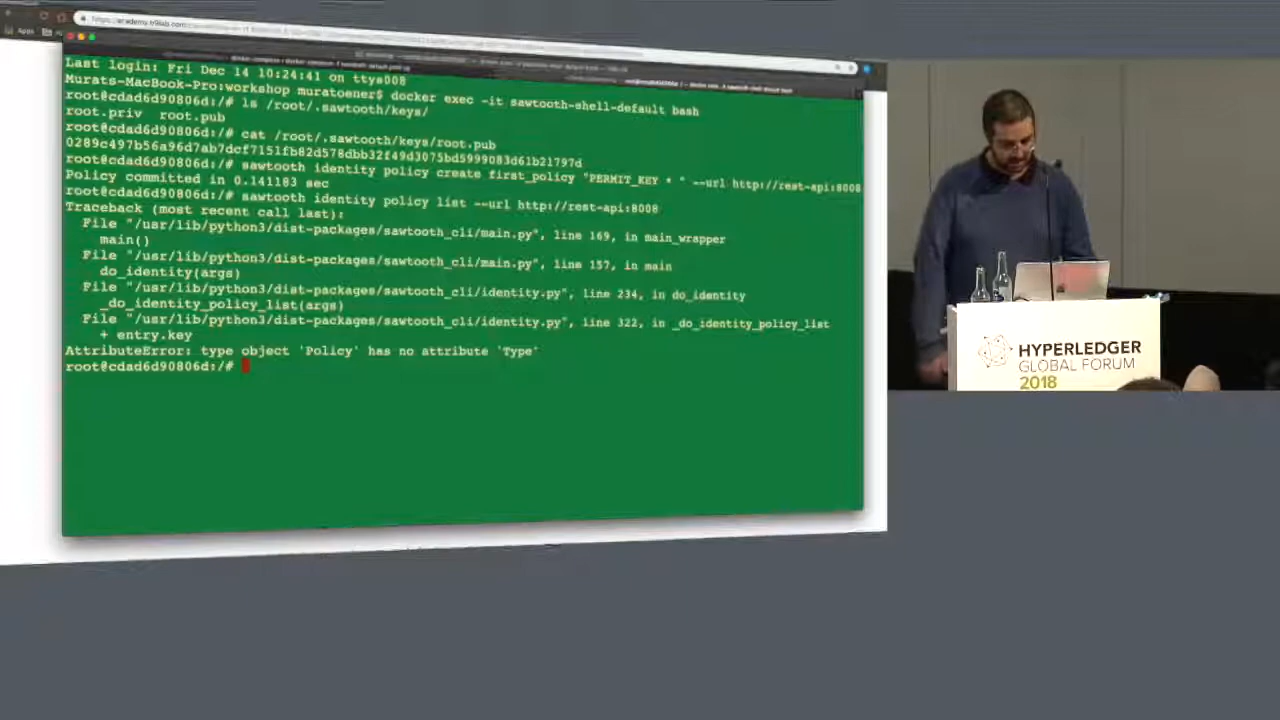 Apps
Last login: Fri Dec 14 10:24:41 on ttys008
Murats-MacBook-Pro:workshop muratoener$ docker exec -it sawtooth-shell-default bash
root@cdad6d90806d:/# ls /root/.sawtooth/keys/
root.priv  root.pub
root@cdad6d90806d:/# cat /root/.sawtooth/keys/root.pub
0289c497b56a96d7ab7dcf7151fb82d578dbb32f49d3075bd5999083d61b21797d
root@cdad6d90806d:/# sawtooth identity policy create first_policy "PERMIT_KEY * " --url http://rest-api:8008
Policy committed in 0.141183 sec
root@cdad6d90806d:/# sawtooth identity policy list --url http://rest-api:8008
Traceback (most recent call last):
  File "/usr/lib/python3/dist-packages/sawtooth_cli/main.py", line 169, in main_wrapper
    main()
  File "/usr/lib/python3/dist-packages/sawtooth_cli/main.py", line 157, in main
    do_identity(args)
  File "/usr/lib/python3/dist-packages/sawtooth_cli/identity.py", line 234, in do_identity
    _do_identity_policy_list(args)
  File "/usr/lib/python3/dist-packages/sawtooth_cli/identity.py", line 322, in _do_identity_policy_list
    + entry.key
AttributeError: type object 'Policy' has no attribute 'Type'
root@cdad6d90806d:/#
HYPERLEDGER
GLOBAL FORUM
2018